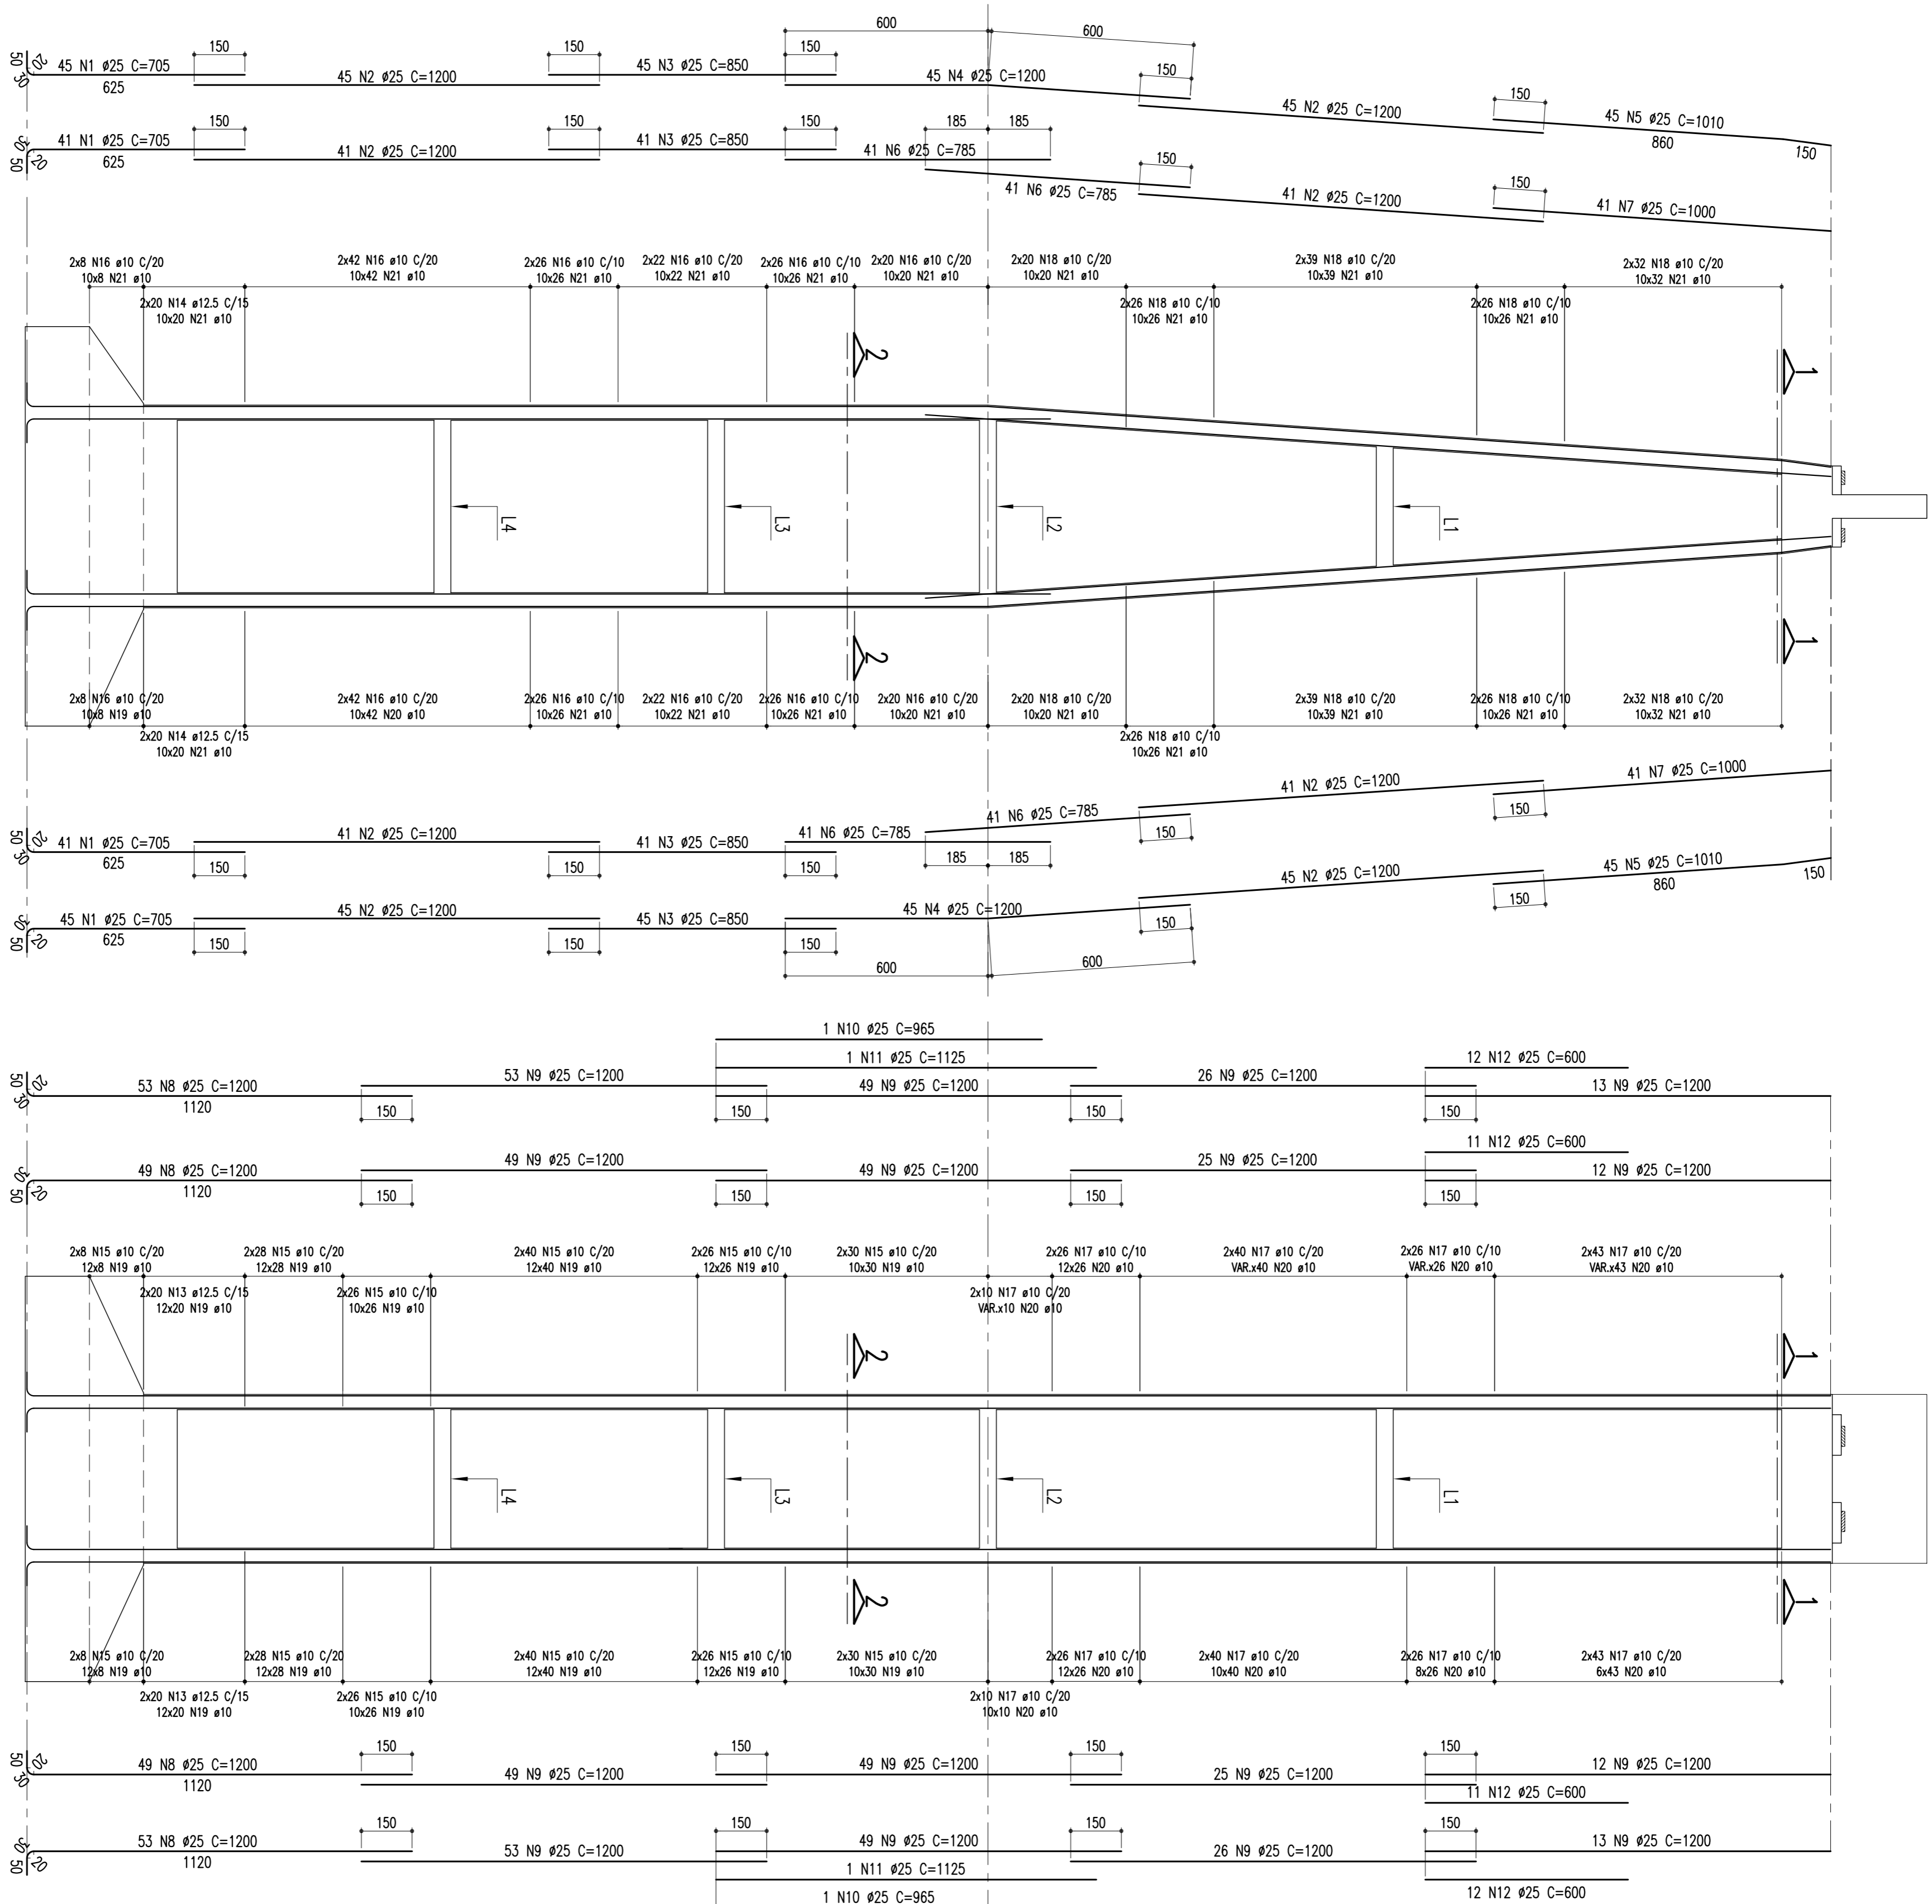 600
600
150
150
150
45 N1 Ø25 C=705
625
45 N2 Ø25 C=1200
45 N3 Ø25 C=850
45 N4 Ø25 C=1200
150
45 N2 Ø25 C=1200
150
45 N5 Ø25 C=1010
860
150
50
20
30
150
150
150
185
185
41 N1 Ø25 C=705
625
41 N2 Ø25 C=1200
41 N3 Ø25 C=850
41 N6 Ø25 C=785
41 N6 Ø25 C=785
150
41 N2 Ø25 C=1200
150
41 N7 Ø25 C=1000
30
20
50
2x8 N16 ø10 C/20
10x8 N21 ø10
2x42 N16 ø10 C/20
10x42 N21 ø10
2x26 N16 ø10 C/10
10x26 N21 ø10
2x22 N16 ø10 C/20
10x22 N21 ø10
2x26 N16 ø10 C/10
10x26 N21 ø10
2x20 N16 ø10 C/20
10x20 N21 ø10
2x20 N18 ø10 C/20
10x20 N21 ø10
2x39 N18 ø10 C/20
10x39 N21 ø10
2x32 N18 ø10 C/20
10x32 N21 ø10
2x20 N14 ø12.5 C/15
10x20 N21 ø10
2x26 N18 ø10 C/10
10x26 N21 ø10
2x26 N18 ø10 C/10
10x26 N21 ø10
2
1
L4
L3
L2
L1
2
1
2x8 N16 ø10 C/20
10x8 N19 ø10
2x42 N16 ø10 C/20
10x42 N20 ø10
2x26 N16 ø10 C/10
10x26 N21 ø10
2x22 N16 ø10 C/20
10x22 N21 ø10
2x26 N16 ø10 C/10
10x26 N21 ø10
2x20 N16 ø10 C/20
10x20 N21 ø10
2x20 N18 ø10 C/20
10x20 N21 ø10
2x39 N18 ø10 C/20
10x39 N21 ø10
2x26 N18 ø10 C/10
10x26 N21 ø10
2x32 N18 ø10 C/20
10x32 N21 ø10
2x20 N14 ø12.5 C/15
10x20 N21 ø10
2x26 N18 ø10 C/10
10x26 N21 ø10
50
20
30
41 N1 Ø25 C=705
625
41 N2 Ø25 C=1200
41 N3 Ø25 C=850
41 N6 Ø25 C=785
41 N6 Ø25 C=785
41 N2 Ø25 C=1200
41 N7 Ø25 C=1000
150
150
150
185
185
150
150
30
20
50
45 N1 Ø25 C=705
625
45 N2 Ø25 C=1200
45 N3 Ø25 C=850
45 N4 Ø25 C=1200
45 N2 Ø25 C=1200
45 N5 Ø25 C=1010
860
150
150
150
150
150
150
600
600
1 N10 Ø25 C=965
1 N11 Ø25 C=1125
12 N12 Ø25 C=600
50
20
30
53 N8 Ø25 C=1200
1120
53 N9 Ø25 C=1200
49 N9 Ø25 C=1200
26 N9 Ø25 C=1200
13 N9 Ø25 C=1200
150
150
150
150
11 N12 Ø25 C=600
30
20
50
49 N8 Ø25 C=1200
1120
49 N9 Ø25 C=1200
49 N9 Ø25 C=1200
25 N9 Ø25 C=1200
12 N9 Ø25 C=1200
150
150
150
150
2x8 N15 ø10 C/20
12x8 N19 ø10
2x28 N15 ø10 C/20
12x28 N19 ø10
2x40 N15 ø10 C/20
12x40 N19 ø10
2x26 N15 ø10 C/10
12x26 N19 ø10
2x30 N15 ø10 C/20
10x30 N19 ø10
2x26 N17 ø10 C/10
12x26 N20 ø10
2x40 N17 ø10 C/20
VAR.x40 N20 ø10
2x26 N17 ø10 C/10
VAR.x26 N20 ø10
2x43 N17 ø10 C/20
VAR.x43 N20 ø10
2x20 N13 ø12.5 C/15
12x20 N19 ø10
2x26 N15 ø10 C/10
10x26 N19 ø10
2x10 N17 ø10 C/20
VAR.x10 N20 ø10
2
1
L4
L3
L2
L1
2
1
2x8 N15 ø10 C/20
12x8 N19 ø10
2x28 N15 ø10 C/20
12x28 N19 ø10
2x40 N15 ø10 C/20
12x40 N19 ø10
2x26 N15 ø10 C/10
12x26 N19 ø10
2x30 N15 ø10 C/20
10x30 N19 ø10
2x26 N17 ø10 C/10
12x26 N20 ø10
2x40 N17 ø10 C/20
10x40 N20 ø10
2x26 N17 ø10 C/10
8x26 N20 ø10
2x43 N17 ø10 C/20
6x43 N20 ø10
2x20 N13 ø12.5 C/15
12x20 N19 ø10
2x26 N15 ø10 C/10
10x26 N19 ø10
2x10 N17 ø10 C/20
10x10 N20 ø10
150
150
150
150
50
20
30
49 N8 Ø25 C=1200
1120
49 N9 Ø25 C=1200
49 N9 Ø25 C=1200
25 N9 Ø25 C=1200
12 N9 Ø25 C=1200
11 N12 Ø25 C=600
150
150
150
150
30
20
50
53 N8 Ø25 C=1200
1120
53 N9 Ø25 C=1200
49 N9 Ø25 C=1200
26 N9 Ø25 C=1200
13 N9 Ø25 C=1200
1 N11 Ø25 C=1125
12 N12 Ø25 C=600
1 N10 Ø25 C=965